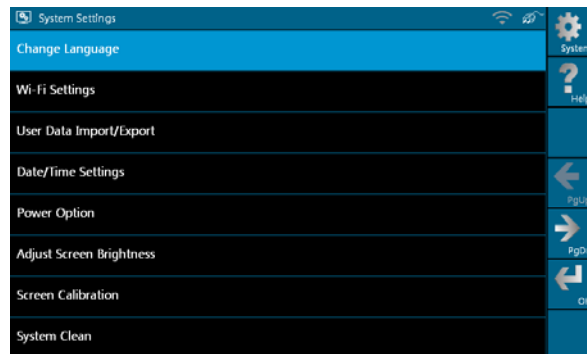 System Settings
Change Language
Wi-Fi Settings
User Data Import/Export
Date/Time Settings
Power Option
Adjust Screen Brightness
Screen Calibration
System Clean
Help